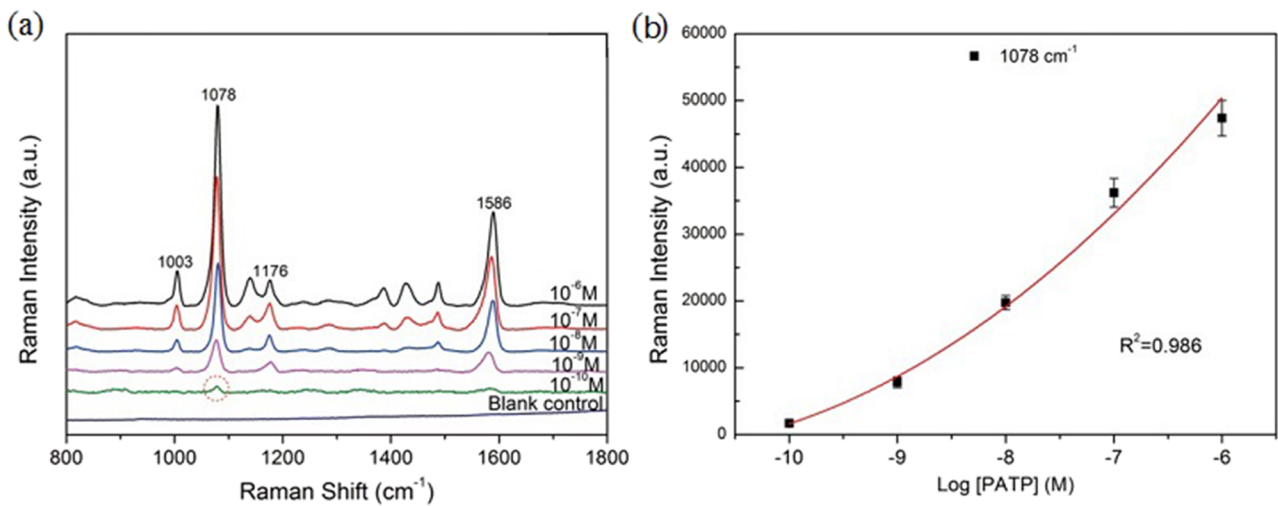 (a)
1078
1586
1003
1176
10⁻⁶M
10⁻⁷M
10⁻⁸M
10⁻⁹M
10⁻¹⁰M
Blank control
800 1000 1200 1400 1600 1800
Raman Shift (cm⁻¹)
Raman Intensity (a.u.)
(b)
60000
50000
40000
30000
20000
10000
0
1078 cm⁻¹
R²=0.986
-10 -9 -8 -7 -6
Log [PATP] (M)
Raman Intensity (a.u.)